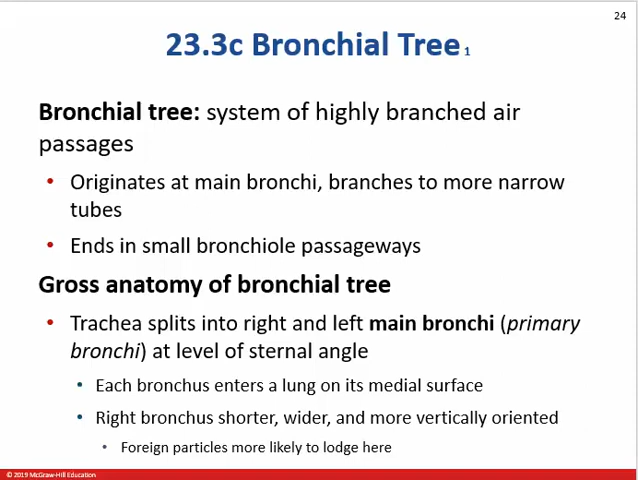 24
23.3c Bronchial Tree 1
Bronchial tree: system of highly branched air
passages
• Originates at main bronchi, branches to more narrow
tubes
• Ends in small bronchiole passageways
Gross anatomy of bronchial tree
• Trachea splits into right and left main bronchi (primary
bronchi) at level of sternal angle
• Each bronchus enters a lung on its medial surface
• Right bronchus shorter, wider, and more vertically oriented
• Foreign particles more likely to lodge here
© 2019 McGraw-Hill Education